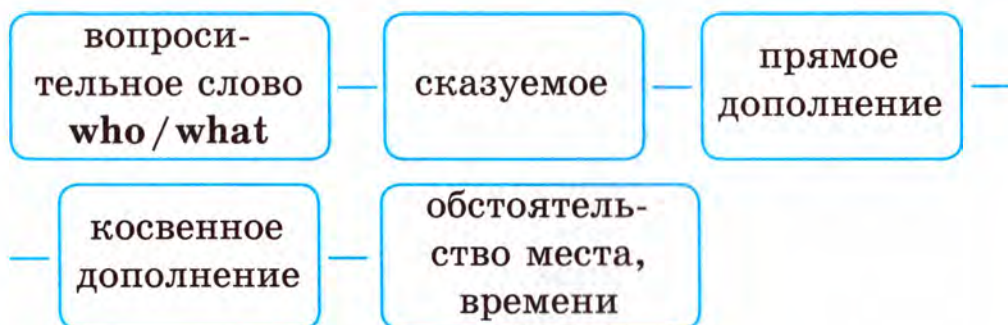 вопроси-
тельное слово
who / what
сказуемое
прямое
дополнение
косвенное
дополнение
обстоятель-
ство места,
времени